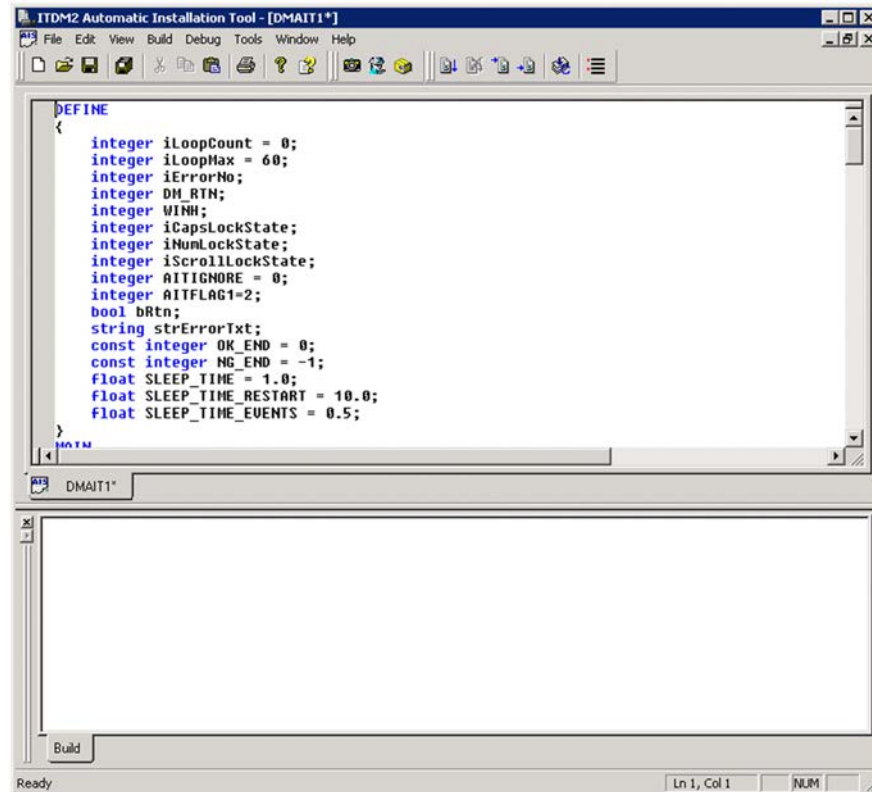 ITDM2 Automatic Installation Tool - [DMAIT1*]
File Edit View Build Debug Tools Window Help
DEFINE
{
integer iLoopCount = 0;
integer iLoopMax = 60;
integer iErrorNo;
integer DM_RTN;
integer WINH;
integer iCapsLockState;
integer iNumLockState;
integer iScrollLockState;
integer AITIGNORE = 0;
integer AITFLAG1=2;
bool bRtn;
string strErrorTxt;
const integer OK_END = 0;
const integer NG_END = -1;
float SLEEP_TIME = 1.0;
float SLEEP_TIME_RESTART = 10.0;
float SLEEP_TIME_EVENTS = 0.5;
}
MAIN
DMAIT1*
Build
Ready Ln 1, Col 1 NUM